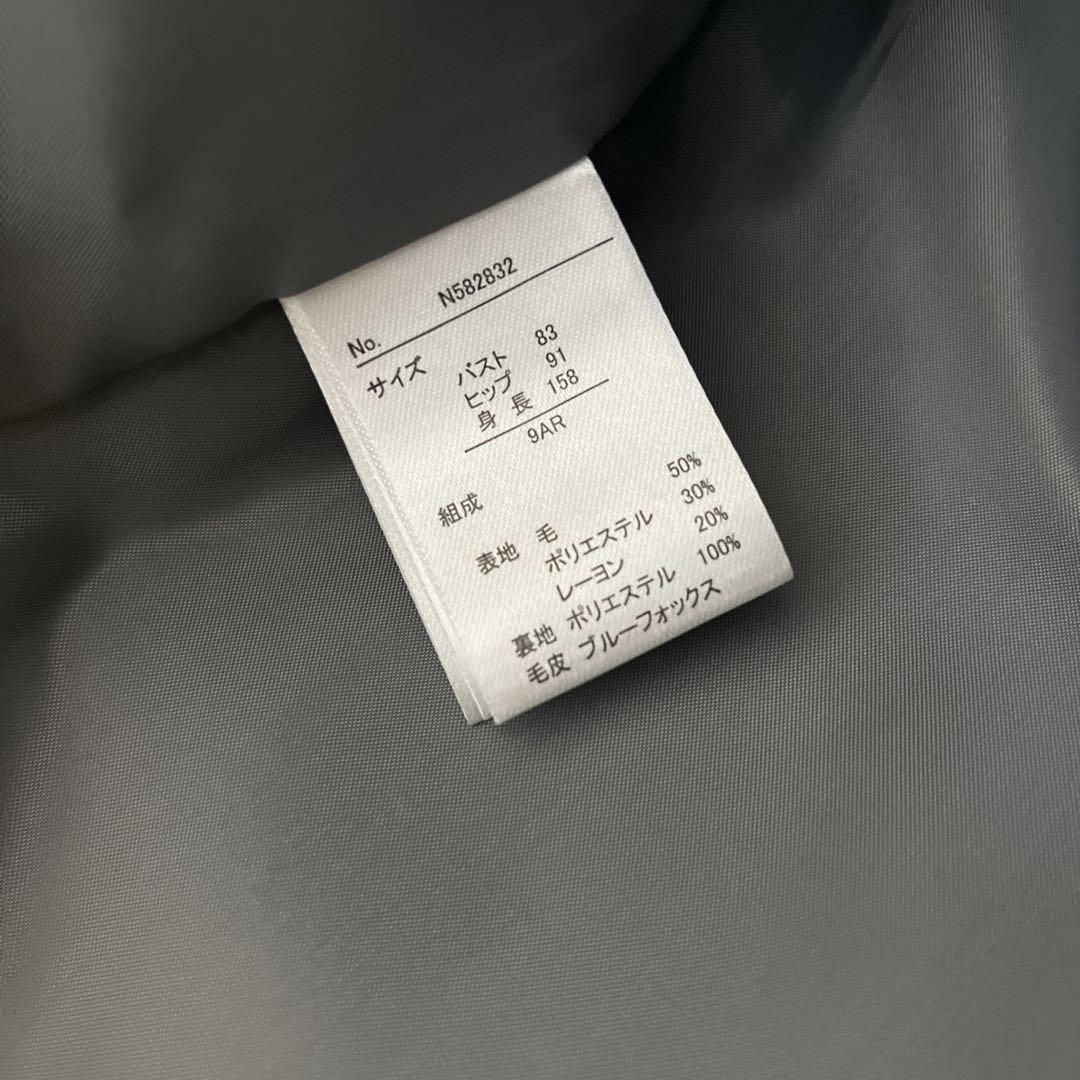 No. N582832
サイズ バスト 83
ヒップ 91
身長 158
9AR
組成
表地 毛 50%
ポリエステル 30%
レーヨン 20%
裏地 ポリエステル 100%
毛皮 ブルーフォックス